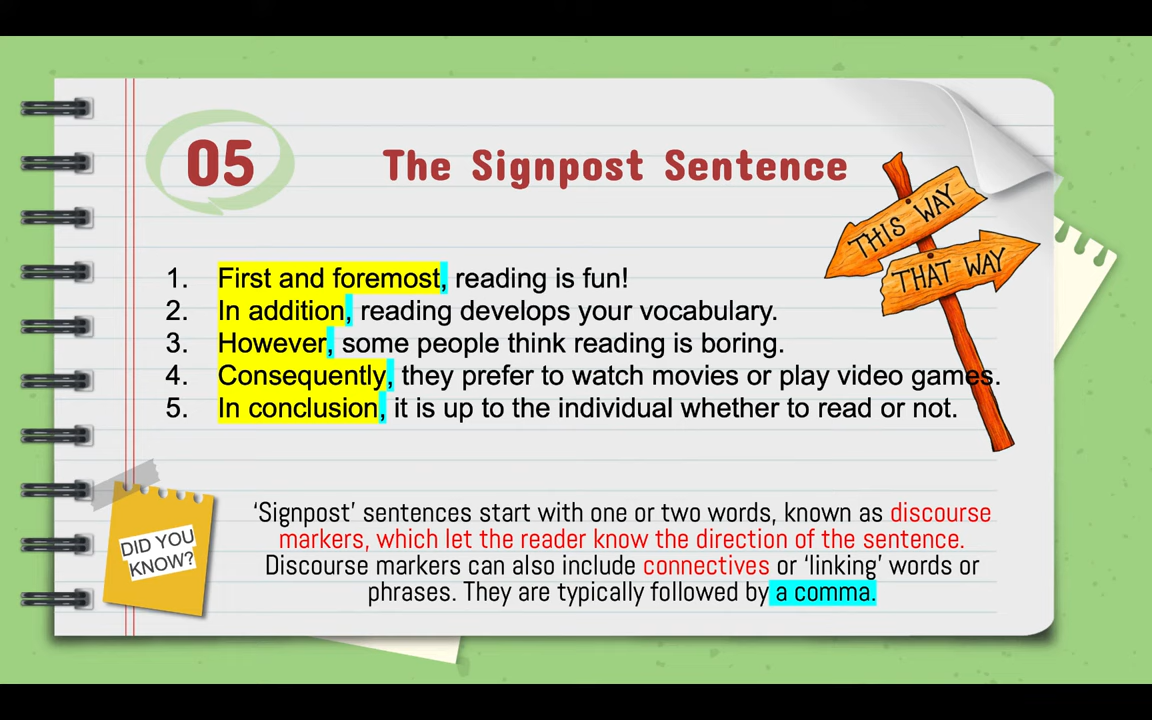 05
The Signpost Sentence
THIS WAY
THAT WAY
1. First and foremost, reading is fun!
2. In addition, reading develops your vocabulary.
3. However, some people think reading is boring.
4. Consequently, they prefer to watch movies or play video games.
5. In conclusion, it is up to the individual whether to read or not.
DID YOU
KNOW?
‘Signpost’ sentences start with one or two words, known as discourse
markers, which let the reader know the direction of the sentence.
Discourse markers can also include connectives or ‘linking’ words or
phrases. They are typically followed by a comma.